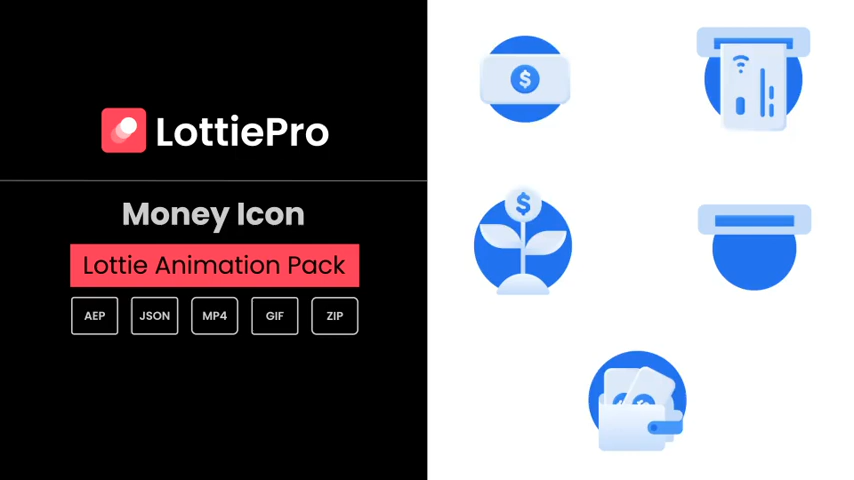 LottiePro
Money Icon
Lottie Animation Pack
AEP JSON MP4 GIF ZIP
$
$